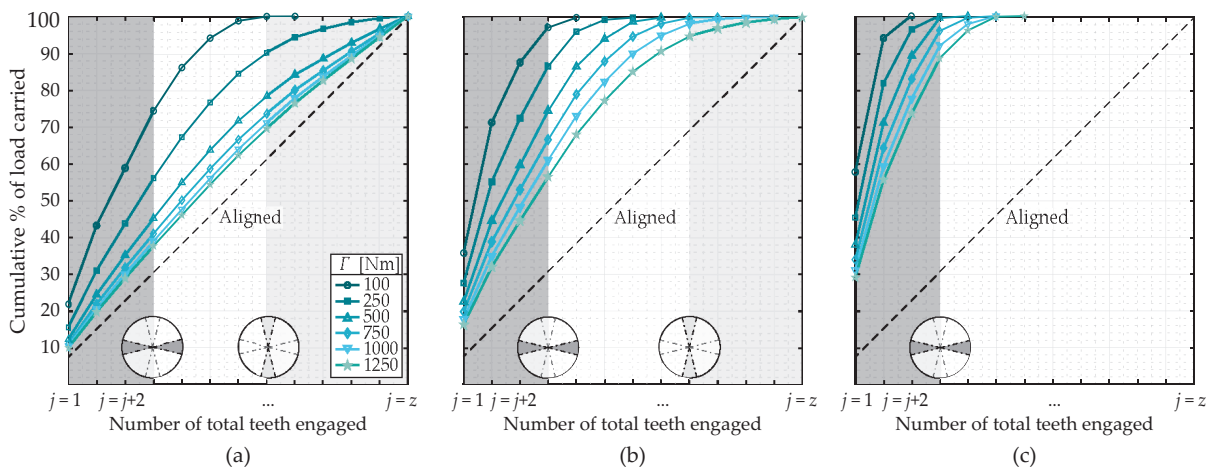 Cumulative % of load carried
100
90
80
70
60
50
40
30
20
10
Aligned
Γ [Nm]
100
250
500
750
1000
1250
j = 1
j = j+2
...
j = z
Number of total teeth engaged
(a)
Aligned
j = 1
j = j+2
...
j = z
Number of total teeth engaged
(b)
Aligned
j = 1
j = j+2
...
j = z
Number of total teeth engaged
(c)